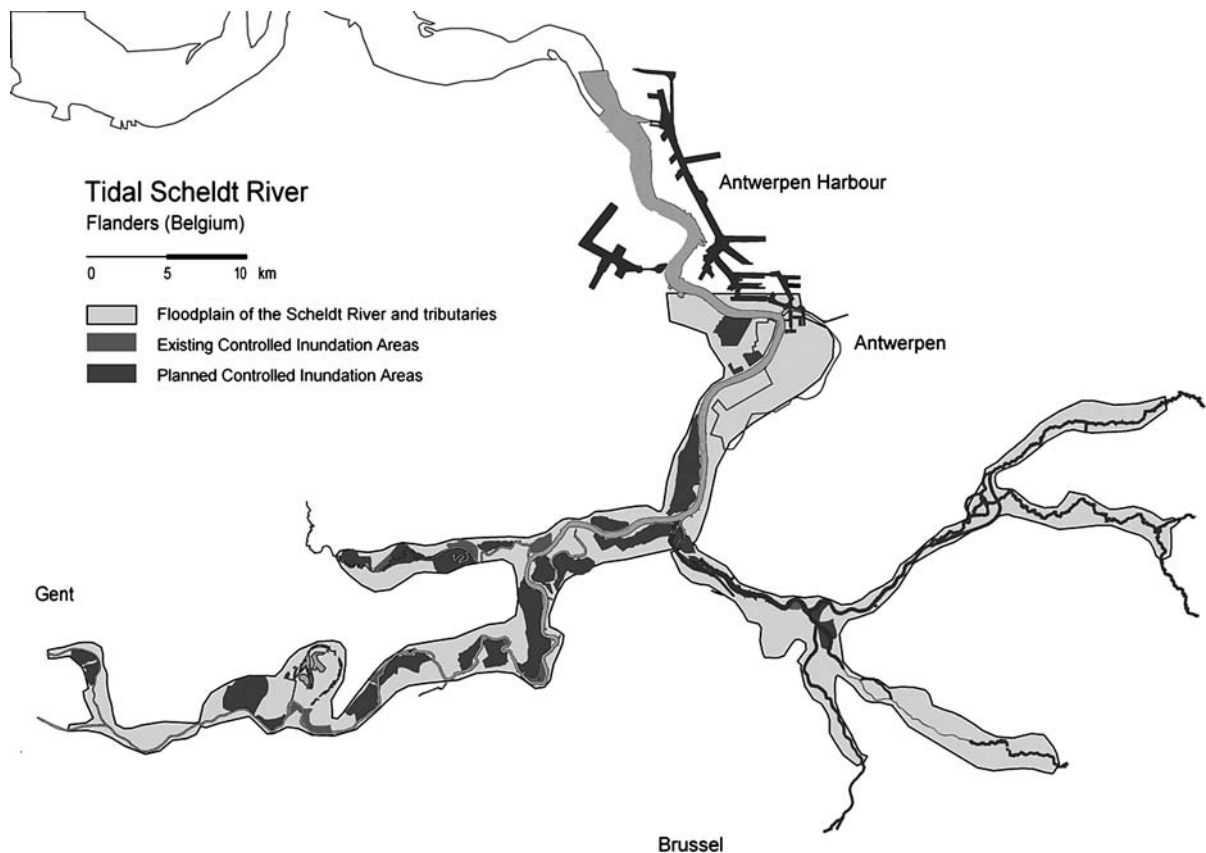 Tidal Scheldt River
Flanders (Belgium)
0 5 10 km
Floodplain of the Scheldt River and tributaries
Existing Controlled Inundation Areas
Planned Controlled Inundation Areas
Antwerpen Harbour
Antwerpen
Gent
Brussel